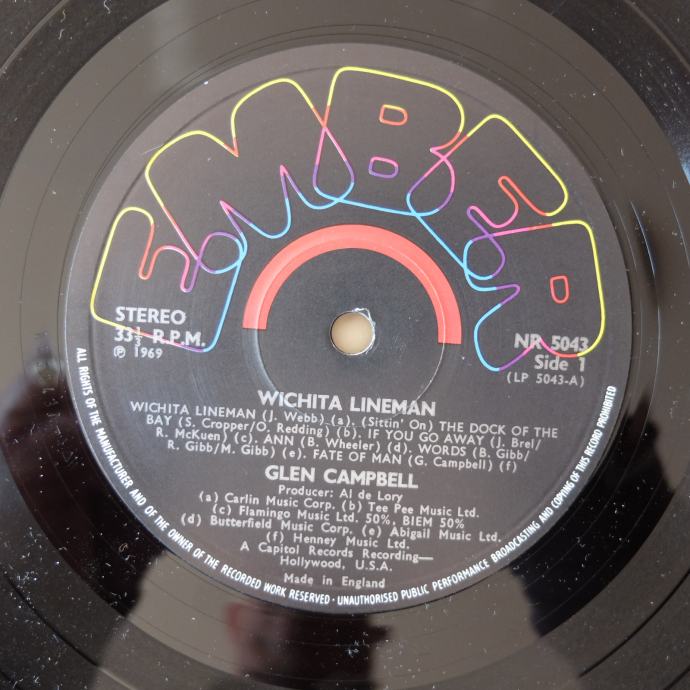 EMBER
STEREO
33⅓ R.P.M.
℗ 1969
NR 5043
Side 1
(LP 5043-A)
WICHITA LINEMAN
WICHITA LINEMAN (J. Webb) (a). (Sittin' On) THE DOCK OF THE
BAY (S. Cropper/O. Redding) (b). IF YOU GO AWAY (J. Brel/
R. McKuen) (c). ANN (B. Wheeler) (d). WORDS (B. Gibb/
R. Gibb/M. Gibb) (e). FATE OF MAN (G. Campbell) (f)
GLEN CAMPBELL
Producer: Al de Lory
(a) Carlin Music Corp. (b) Tee Pee Music Ltd.
(c) Flamingo Music Ltd. 50%, BIEM 50%
(d) Butterfield Music Corp. (e) Abigail Music Ltd.
(f) Henney Music Ltd.
A Capitol Records Recording—
Hollywood, U.S.A.
Made in England
ALL RIGHTS OF THE MANUFACTURER AND OF THE OWNER OF THE RECORDED WORK RESERVED · UNAUTHORISED PUBLIC PERFORMANCE BROADCASTING AND COPYING OF THIS RECORD PROHIBITED